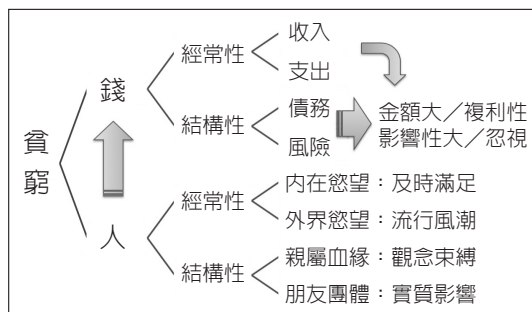 貧窮
錢
經常性
收入
支出
結構性
債務
風險
金額大／複利性
影響性大／忽視
人
經常性
內在慾望：及時滿足
外界慾望：流行風潮
結構性
親屬血緣：觀念束縛
朋友團體：實質影響